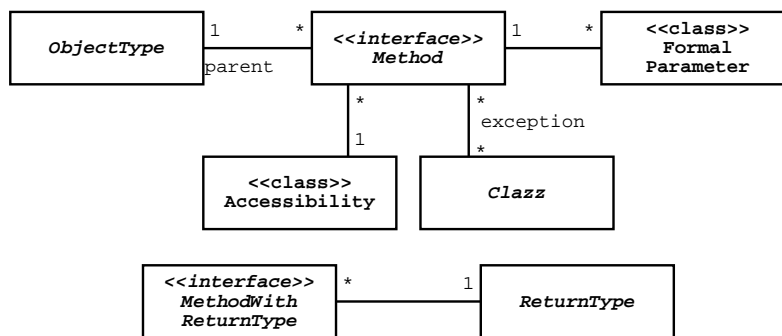 ObjectType
1
*
parent
<<interface>>
Method
1
*
<<class>>
Formal
Parameter
*
1
*
exception
*
<<class>>
Accessibility
Clazz
<<interface>>
MethodWith
ReturnType
*
1
ReturnType